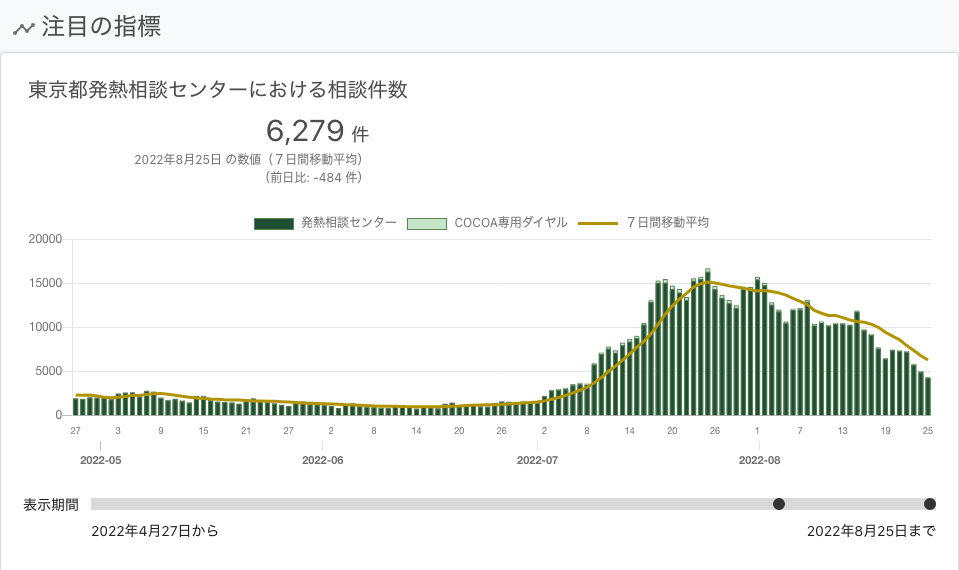 注目の指標
東京都発熱相談センターにおける相談件数
6,279 件
2022年8月25日 の数値（７日間移動平均）
（前日比: -484 件）
発熱相談センター COCOA専用ダイヤル ７日間移動平均
20000
15000
10000
5000
0
27 3 9 15 21 27 2 8 14 20 26 2 8 14 20 26 1 7 13 19 25
2022-05 2022-06 2022-07 2022-08
表示期間
2022年4月27日から 2022年8月25日まで